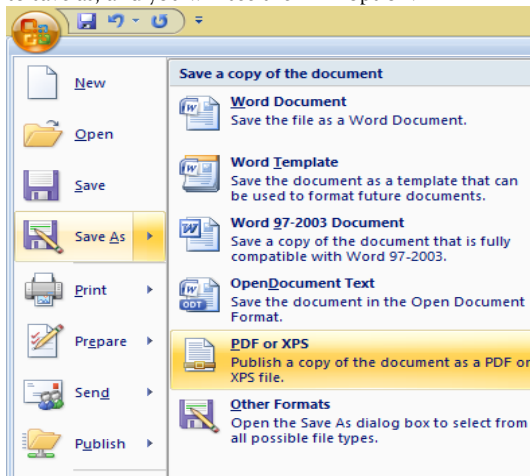 New
Open
Save
Save As
Print
Prepare
Send
Publish
Save a copy of the document
Word Document
Save the file as a Word Document.
Word Template
Save the document as a template that can
be used to format future documents.
Word 97-2003 Document
Save a copy of the document that is fully
compatible with Word 97-2003.
OpenDocument Text
ODT
Save the document in the Open Document
Format.
PDF or XPS
Publish a copy of the document as a PDF or
XPS file.
Other Formats
Open the Save As dialog box to select from
all possible file types.